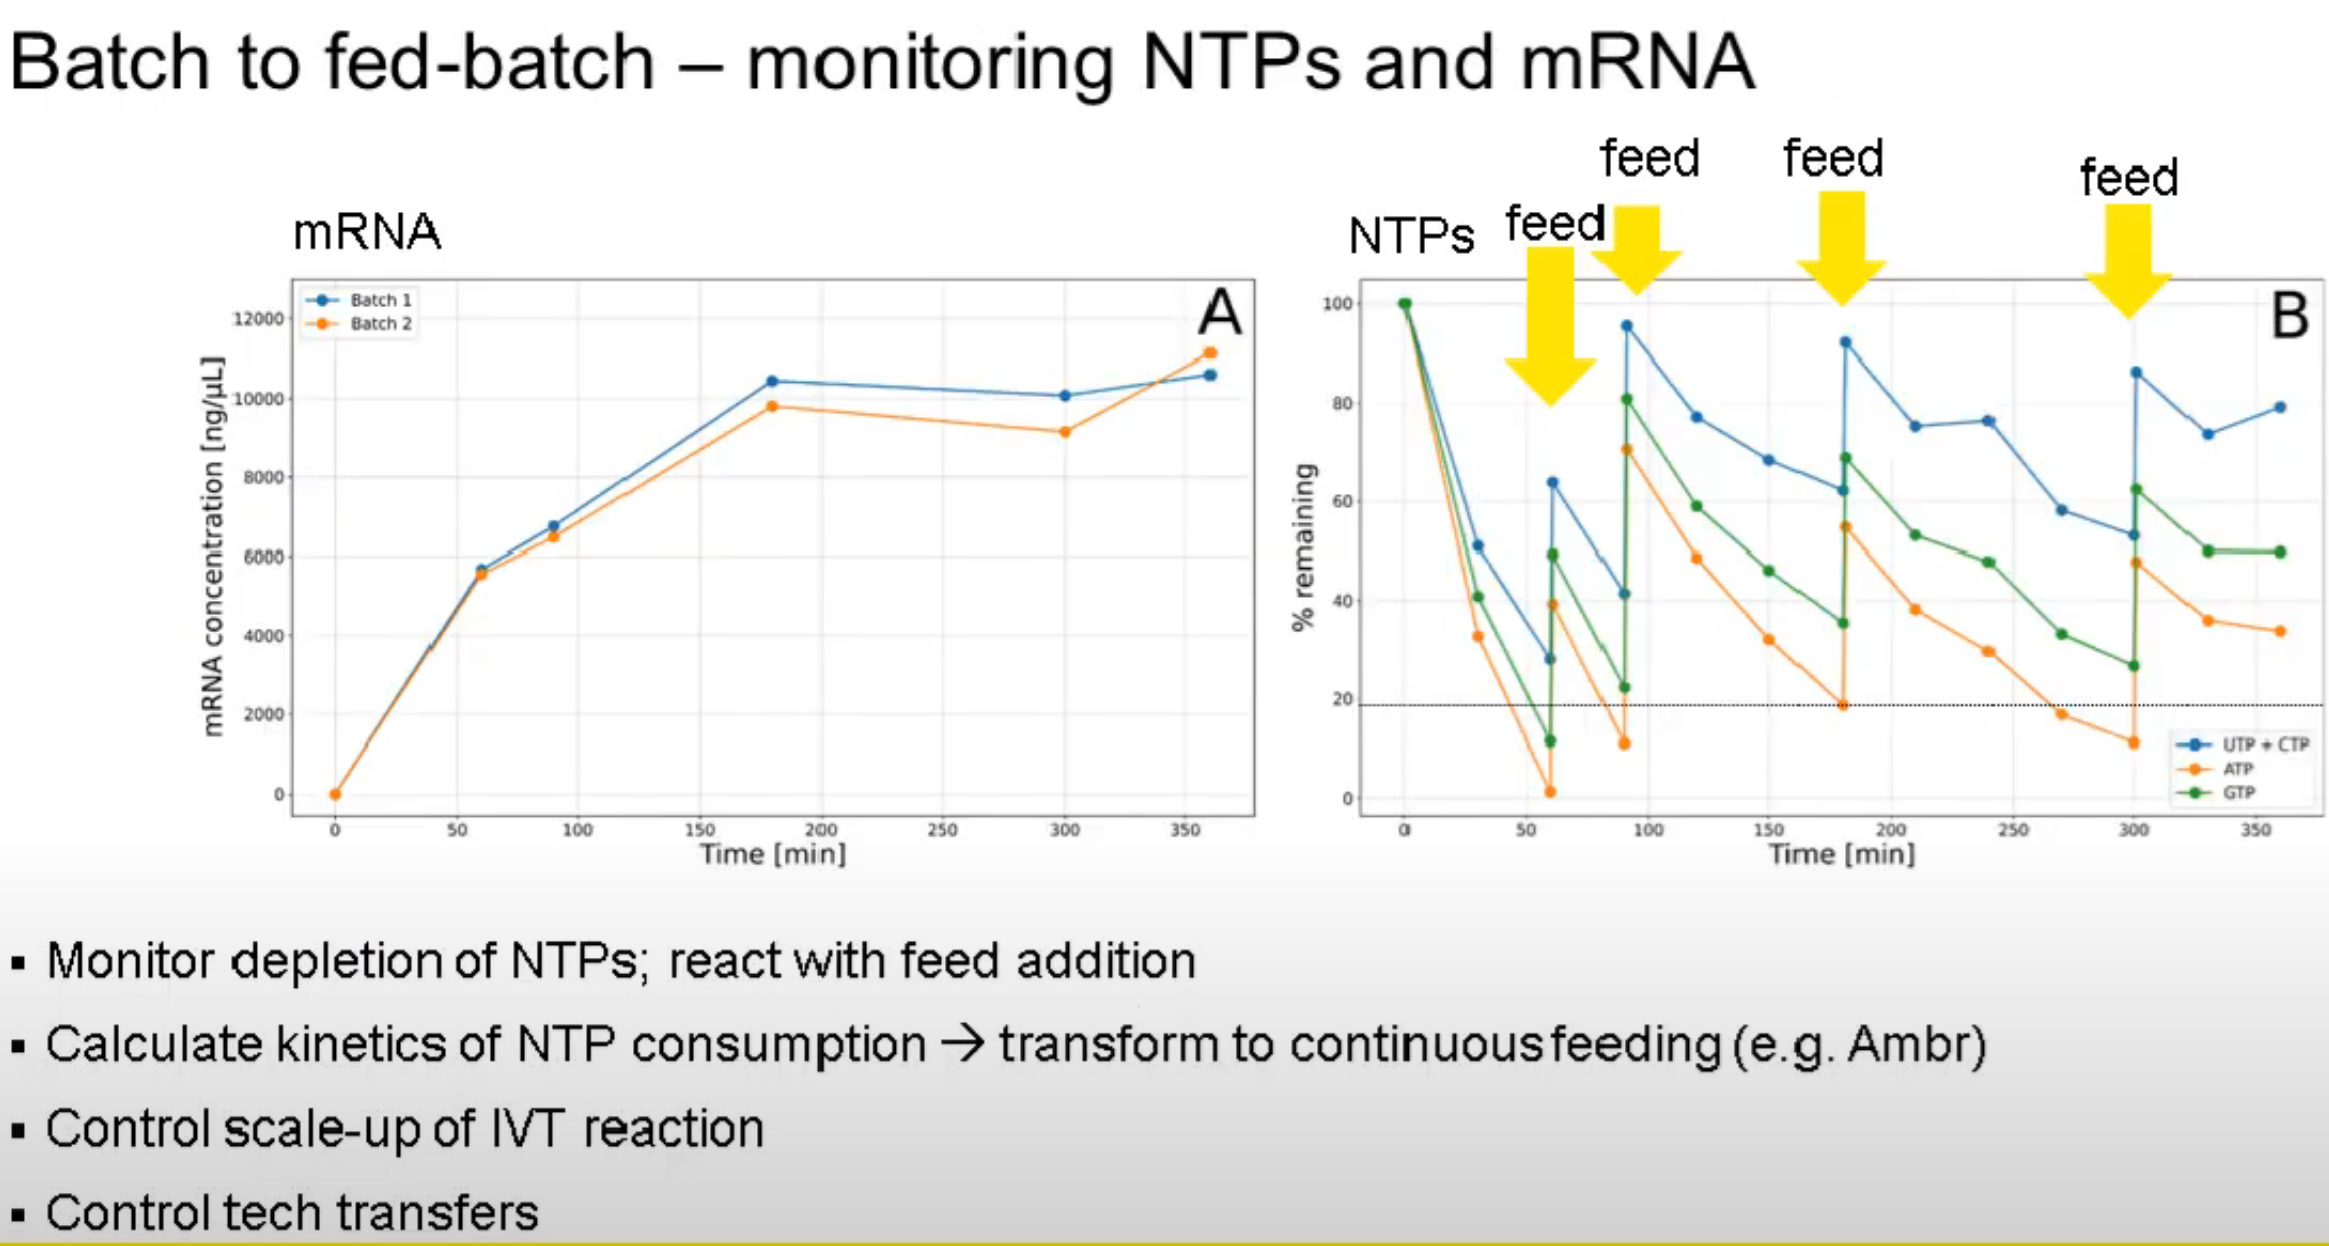 Batch to fed-batch – monitoring NTPs and mRNA
feed
feed
feed
feed
mRNA
NTPs
Batch 1
Batch 2
A
12000
10000
8000
6000
4000
2000
0
mRNA concentration [ng/µL]
0 50 100 150 200 250 300 350
Time [min]
B
100
80
60
40
20
0
% remaining
UTP + CTP
ATP
GTP
0 50 100 150 200 250 300 350
Time [min]
▪ Monitor depletion of NTPs; react with feed addition
▪ Calculate kinetics of NTP consumption → transform to continuous feeding (e.g. Ambr)
▪ Control scale-up of IVT reaction
▪ Control tech transfers